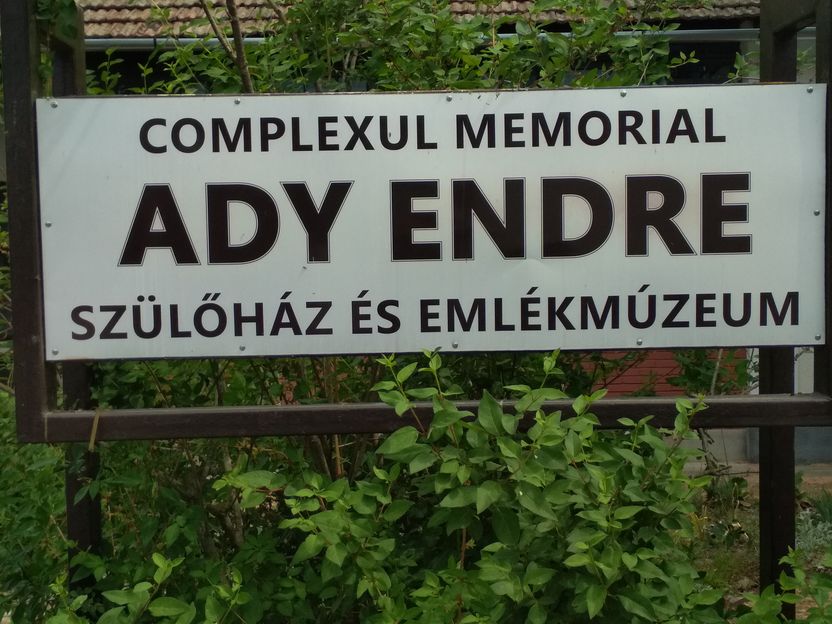 COMPLEXUL MEMORIAL
ADY ENDRE
SZÜLŐHÁZ ÉS EMLÉKMÚZEUM